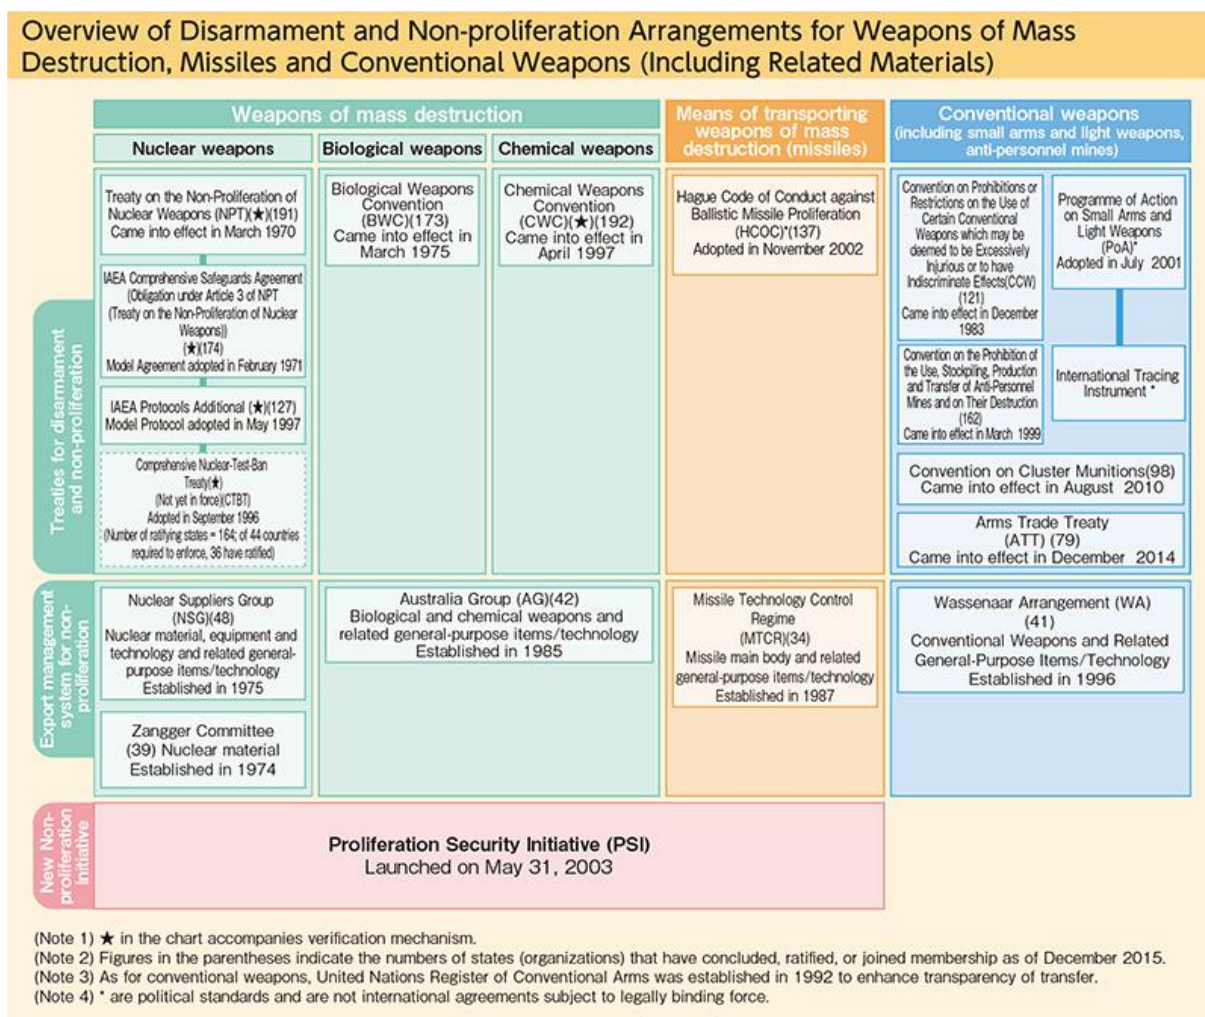 Overview of Disarmament and Non-proliferation Arrangements for Weapons of Mass
Destruction, Missiles and Conventional Weapons (Including Related Materials)
Weapons of mass destruction
Means of transporting
weapons of mass
destruction (missiles)
Conventional weapons
(including small arms and light weapons,
anti-personnel mines)
Nuclear weapons
Biological weapons
Chemical weapons
Treaties for disarmament
and non-proliferation
Treaty on the Non-Proliferation of
Nuclear Weapons (NPT)(★)(191)
Came into effect in March 1970
IAEA Comprehensive Safeguards Agreement
(Obligation under Article 3 of NPT
(Treaty on the Non-Proliferation of Nuclear
Weapons))
(★)(174)
Model Agreement adopted in February 1971
IAEA Protocols Additional (★)(127)
Model Protocol adopted in May 1997
Comprehensive Nuclear-Test-Ban
Treaty(★)
(Not yet in force)(CTBT)
Adopted in September 1996
(Number of ratifying states = 164; of 44 countries
required to enforce, 36 have ratified)
Biological Weapons
Convention
(BWC)(173)
Came into effect in
March 1975
Chemical Weapons
Convention
(CWC)(★)(192)
Came into effect in
April 1997
Hague Code of Conduct against
Ballistic Missile Proliferation
(HCOC)*(137)
Adopted in November 2002
Convention on Prohibitions or
Restrictions on the Use of
Certain Conventional
Weapons which may be
deemed to be Excessively
Injurious or to have
Indiscriminate Effects(CCW)
(121)
Came into effect in December
1983
Programme of Action
on Small Arms and
Light Weapons
(PoA)*
Adopted in July 2001
Convention on the Prohibition of
the Use, Stockpiling, Production
and Transfer of Anti-Personnel
Mines and on Their Destruction
(162)
Came into effect in March 1999
International Tracing
Instrument *
Convention on Cluster Munitions(98)
Came into effect in August 2010
Arms Trade Treaty
(ATT) (79)
Came into effect in December 2014
Export management
system for non-
proliferation
Nuclear Suppliers Group
(NSG)(48)
Nuclear material, equipment and
technology and related general-
purpose items/technology
Established in 1975
Zangger Committee
(39) Nuclear material
Established in 1974
Australia Group (AG)(42)
Biological and chemical weapons and
related general-purpose items/technology
Established in 1985
Missile Technology Control
Regime
(MTCR)(34)
Missile main body and related
general-purpose items/technology
Established in 1987
Wassenaar Arrangement (WA)
(41)
Conventional Weapons and Related
General-Purpose Items/Technology
Established in 1996
New Non-
proliferation
Initiative
Proliferation Security Initiative (PSI)
Launched on May 31, 2003
(Note 1) ★ in the chart accompanies verification mechanism.
(Note 2) Figures in the parentheses indicate the numbers of states (organizations) that have concluded, ratified, or joined membership as of December 2015.
(Note 3) As for conventional weapons, United Nations Register of Conventional Arms was established in 1992 to enhance transparency of transfer.
(Note 4) * are political standards and are not international agreements subject to legally binding force.